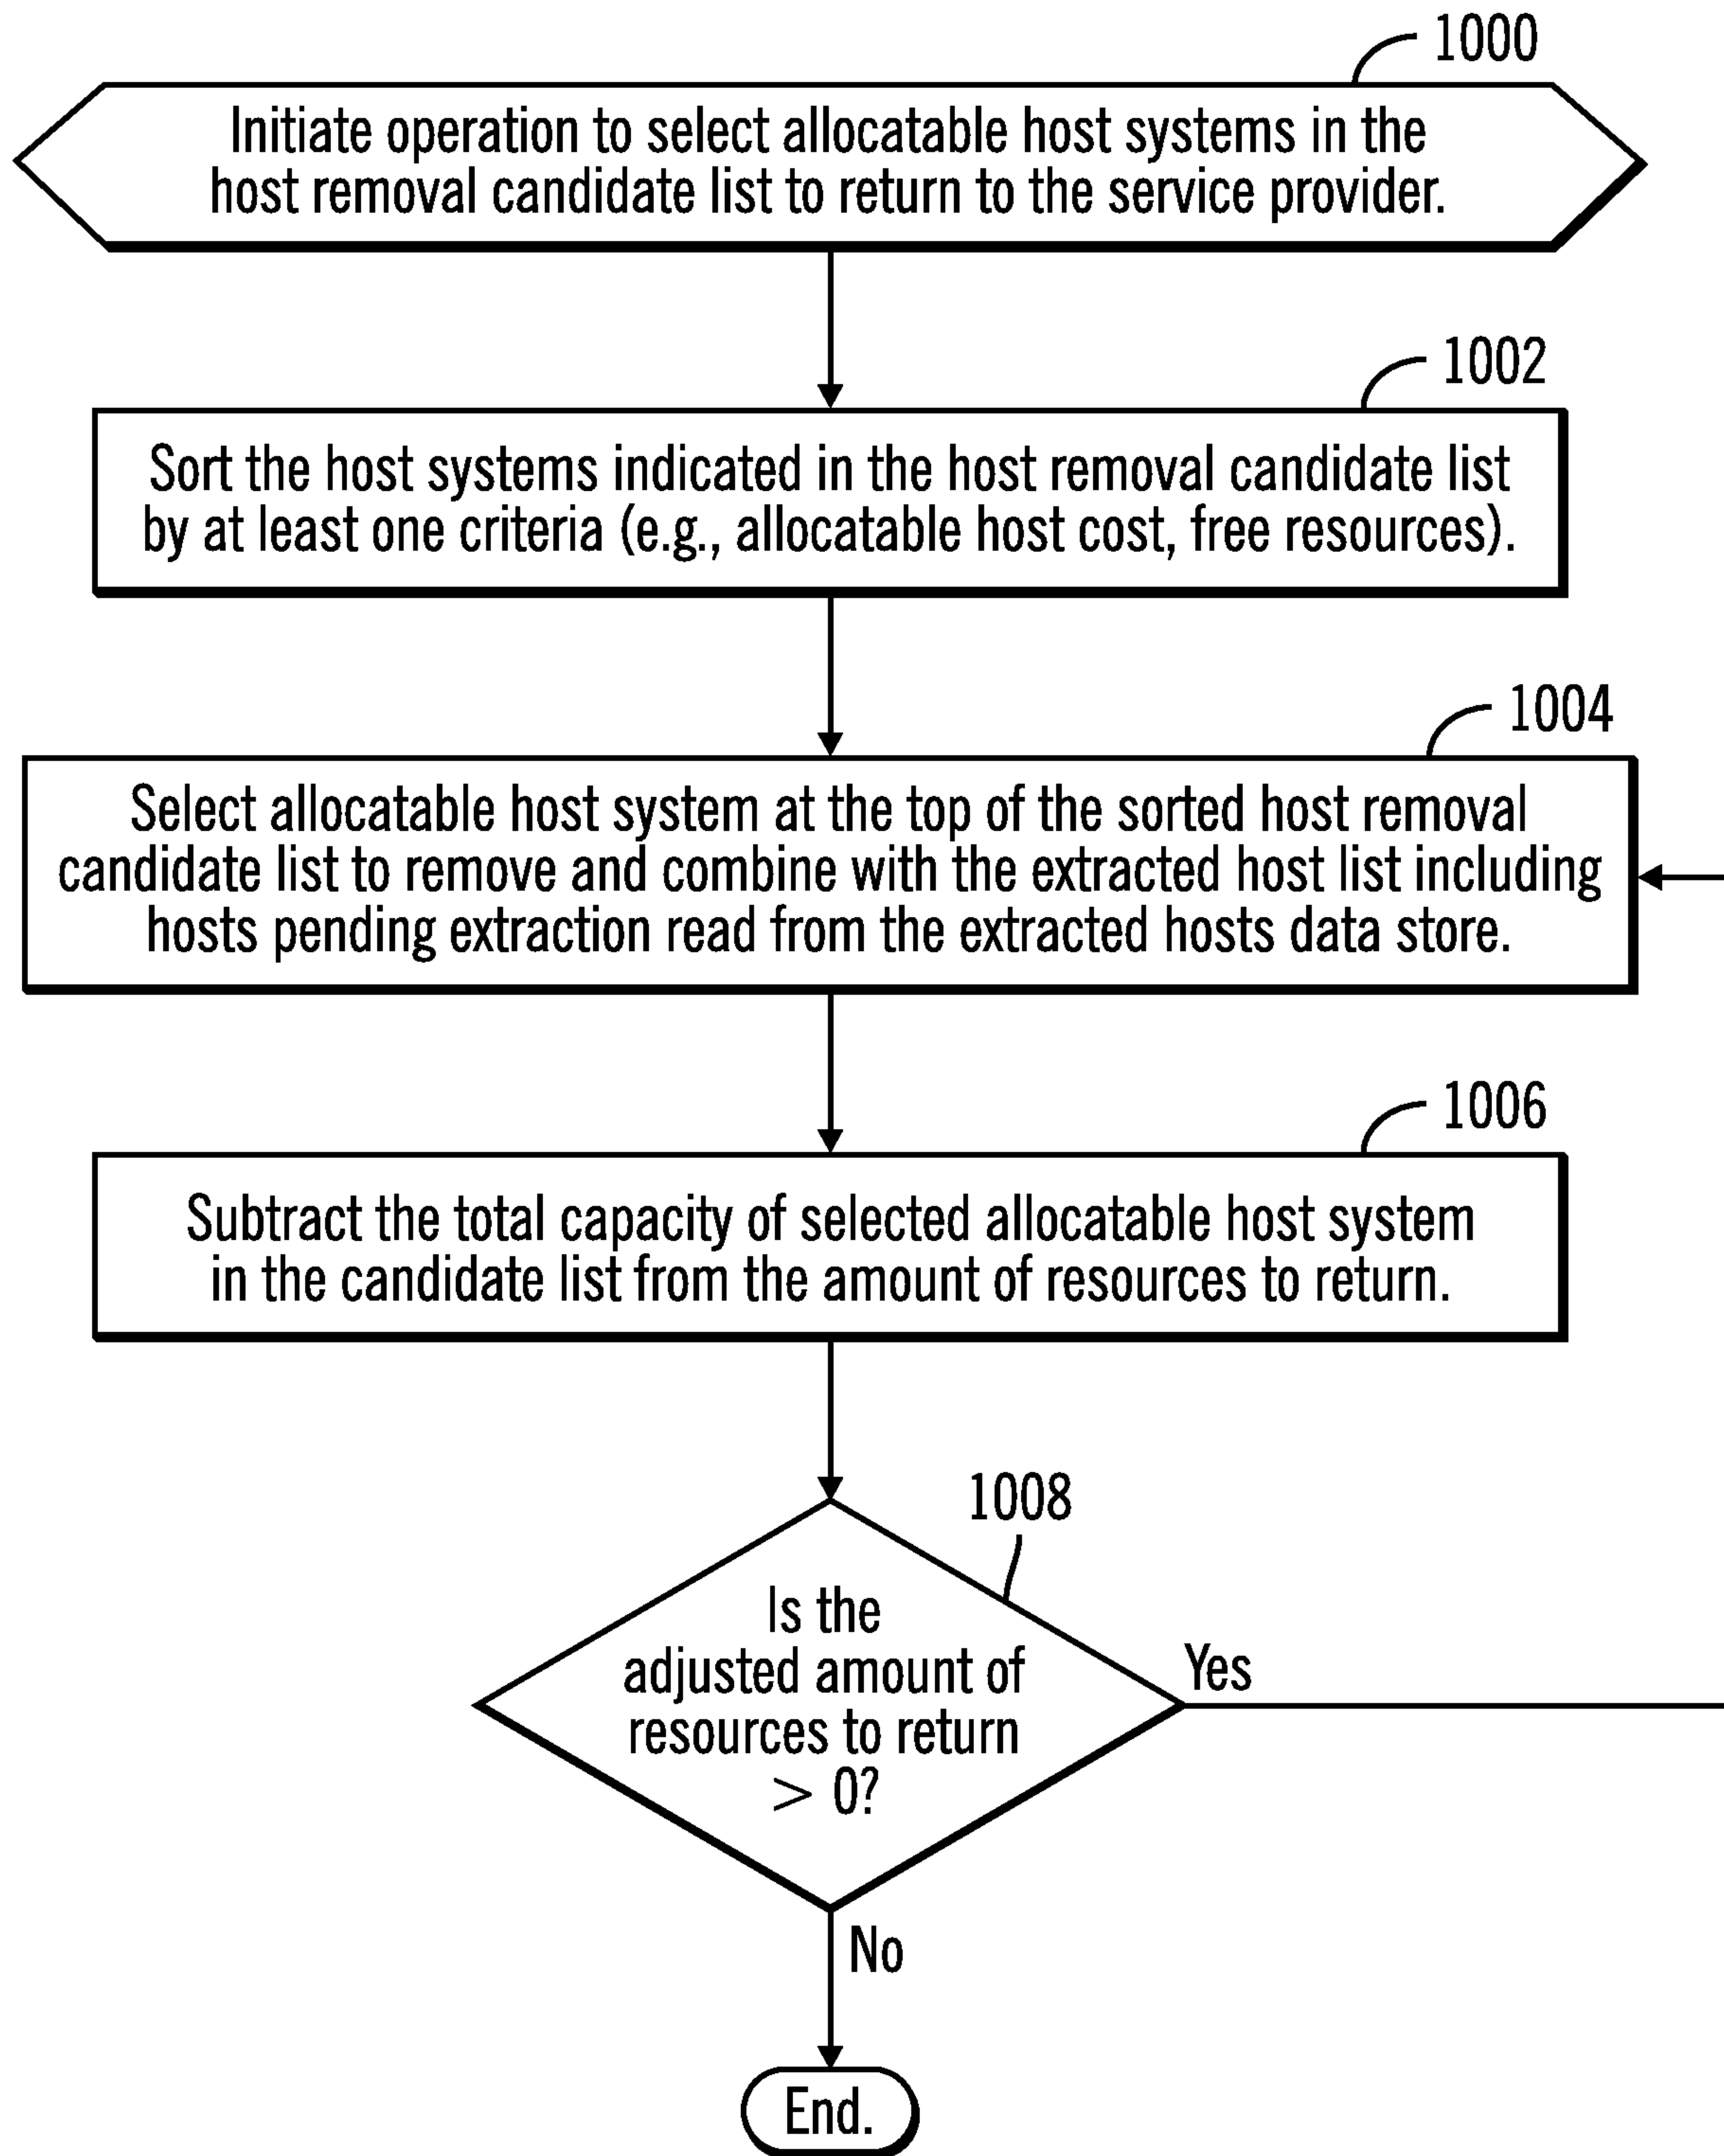 1000
Initiate operation to select allocatable host systems in the
host removal candidate list to return to the service provider.
1002
Sort the host systems indicated in the host removal candidate list
by at least one criteria (e.g., allocatable host cost, free resources).
1004
Select allocatable host system at the top of the sorted host removal
candidate list to remove and combine with the extracted host list including
hosts pending extraction read from the extracted hosts data store.
1006
Subtract the total capacity of selected allocatable host system
in the candidate list from the amount of resources to return.
1008
Is the
adjusted amount of
resources to return
> 0?
Yes
No
End.